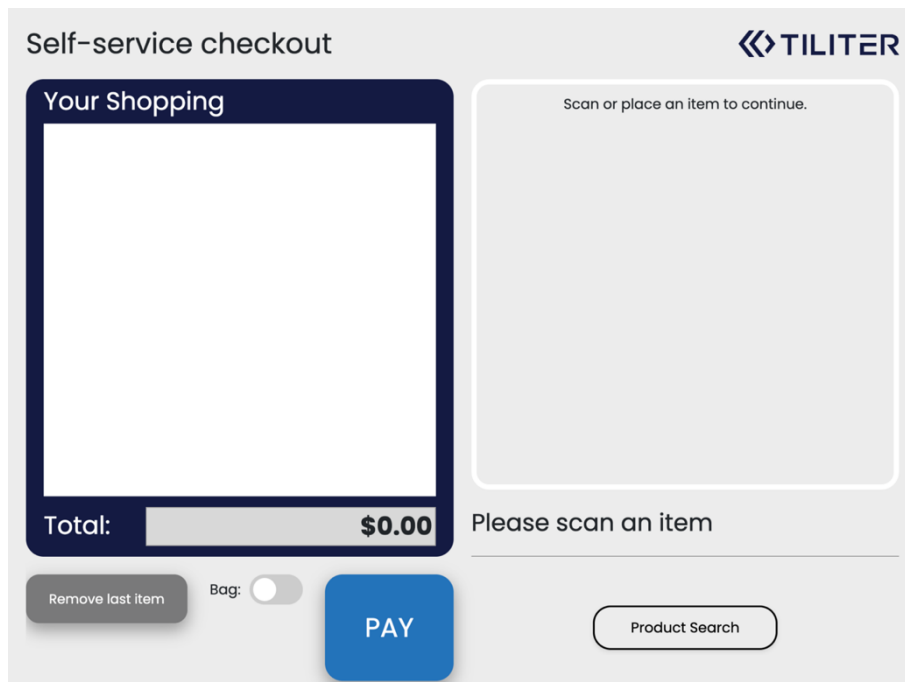 Self-service checkout
TILITER
Your Shopping
Scan or place an item to continue.
Total:
$0.00
Please scan an item
Remove last item
Bag:
PAY
Product Search